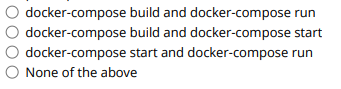 docker-compose build and docker-compose run
docker-compose build and docker-compose start
docker-compose start and docker-compose run
None of the above